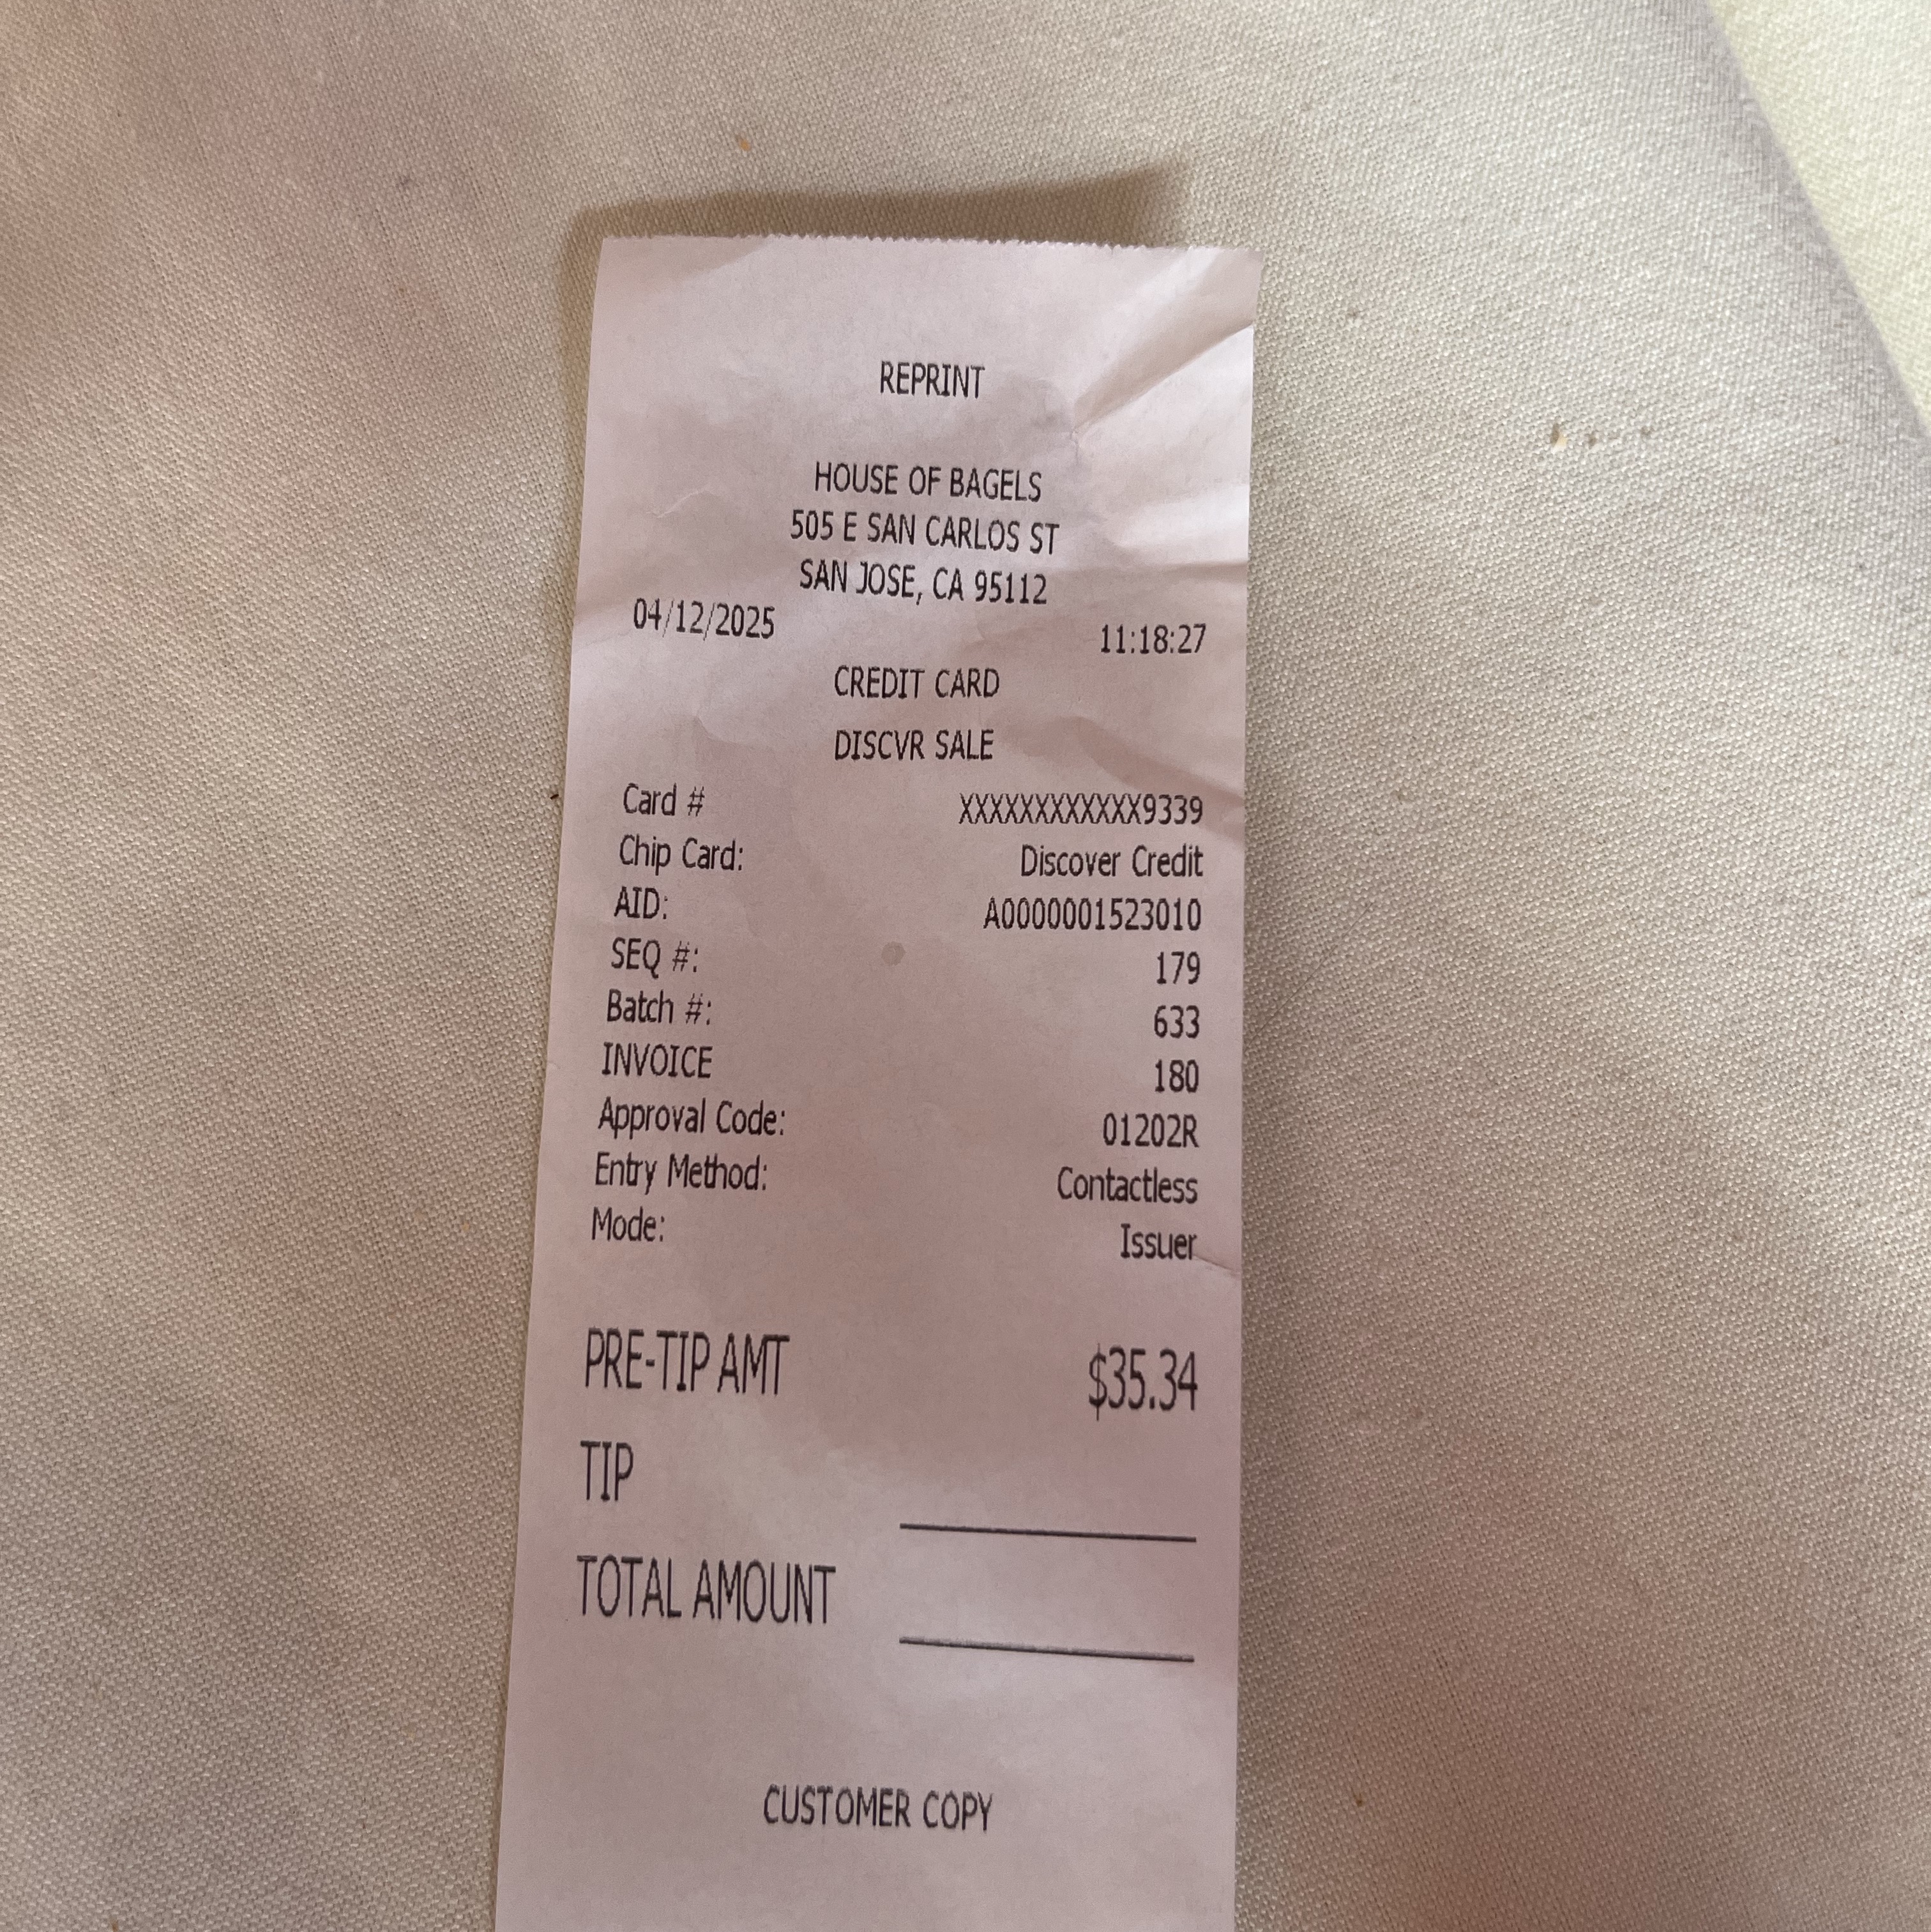 REPRINT
HOUSE OF BAGELS
505 E SAN CARLOS ST
SAN JOSE, CA 95112
04/12/2025 11:18:27
CREDIT CARD
DISCVR SALE
Card # XXXXXXXXXXXX9339
Chip Card: Discover Credit
AID: A0000001523010
SEQ #: 179
Batch #: 633
INVOICE 180
Approval Code: 01202R
Entry Method: Contactless
Mode: Issuer
PRE-TIP AMT $35.34
TIP
TOTAL AMOUNT
CUSTOMER COPY